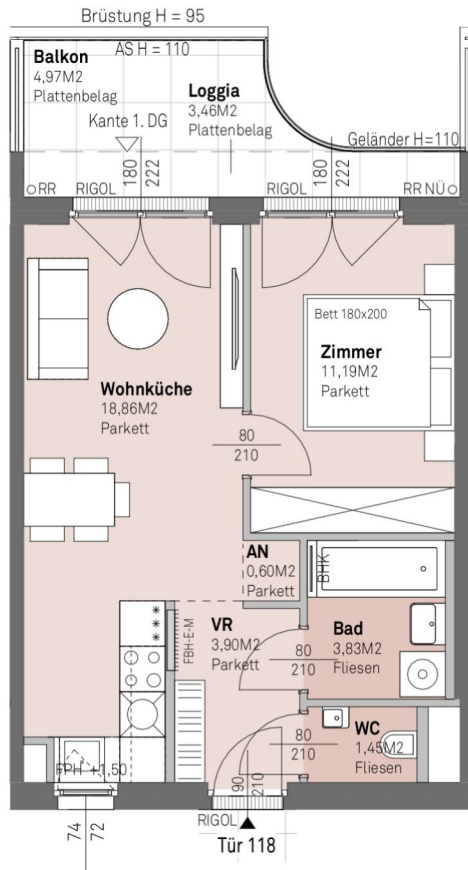 Brüstung H = 95
AS H = 110
Balkon
4,97M2
Plattenbelag
Loggia
3,46M2
Plattenbelag
Kante 1. DG
Geländer H=110
180
222
180
222
RR
RIGOL
RIGOL
RR NÜ
Bett 180x200
Zimmer
11,19M2
Parkett
Wohnküche
18,86M2
Parkett
80
210
AN
0,60M2
Parkett
BHK
FBH-E-M
VR
3,90M2
Parkett
Bad
3,83M2
Fliesen
80
210
WC
1,45M2
Fliesen
80
210
FPH +1,50
90
210
74
72
RIGOL
Tür 118